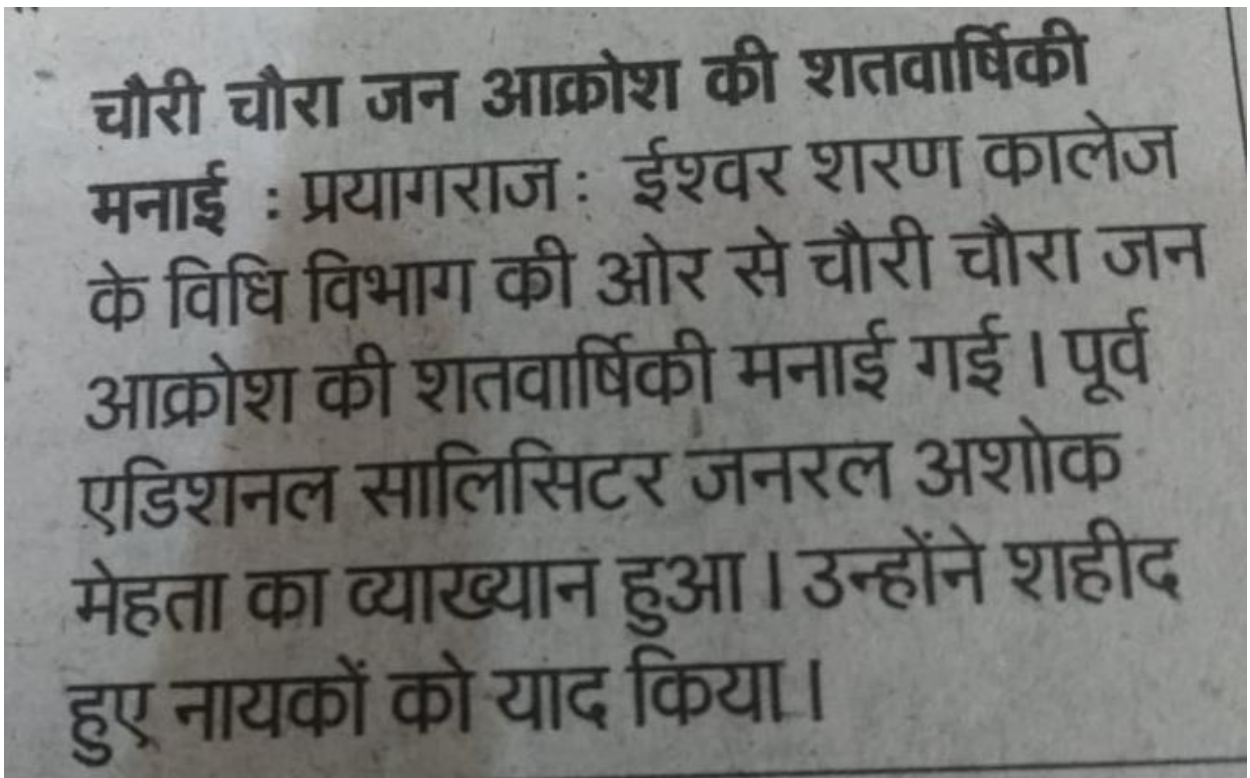 चौरी चौरा जन आक्रोश की शतवार्षिकी
मनाई : प्रयागराज : ईश्वर शरण कालेज
के विधि विभाग की ओर से चौरी चौरा जन
आक्रोश की शतवार्षिकी मनाई गई । पूर्व
एडिशनल सालिसिटर जनरल अशोक
मेहता का व्याख्यान हुआ । उन्होंने शहीद
हुए नायकों को याद किया ।